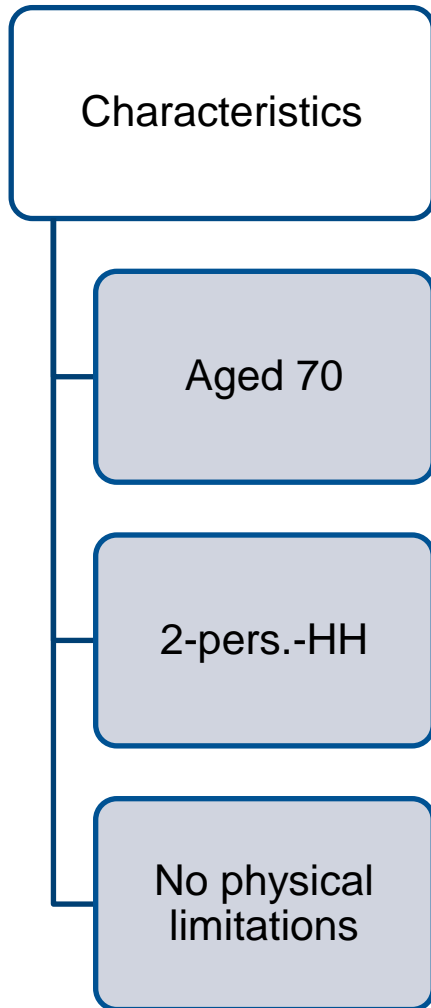 Characteristics
Aged 70
2-pers.-HH
No physical
limitations